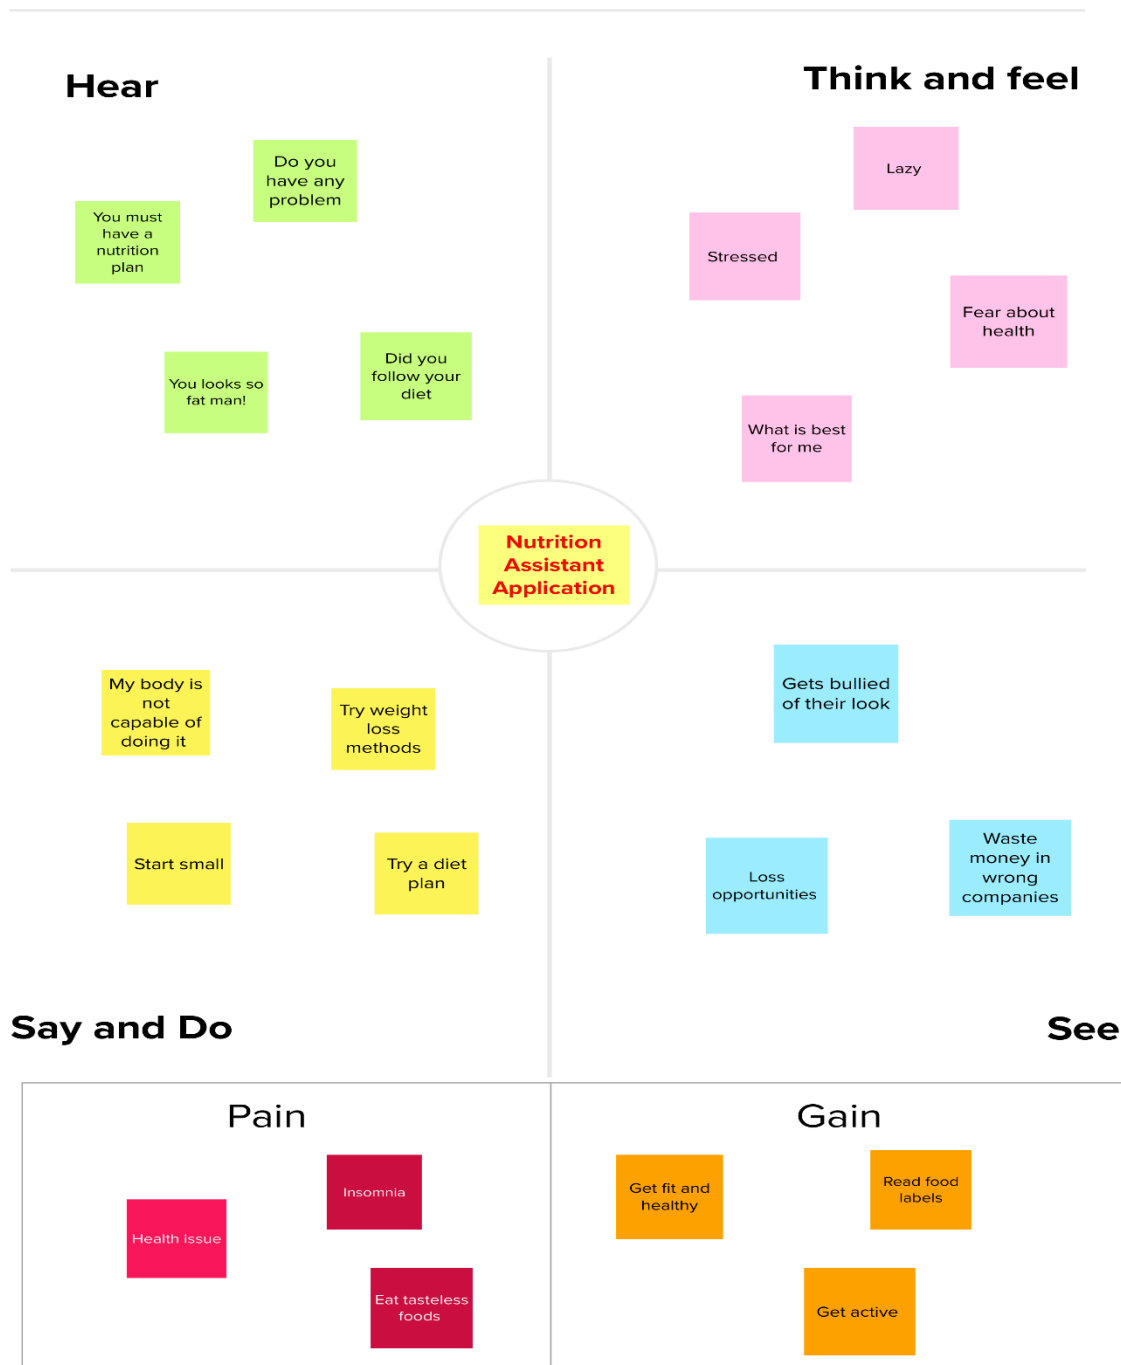 Hear
Think and feel
Do you
have any
problem
You must
have a
nutrition
plan
You looks so
fat man!
Did you
follow your
diet
Lazy
Stressed
Fear about
health
What is best
for me
Nutrition
Assistant
Application
My body is
not
capable of
doing it
Try weight
loss
methods
Start small
Try a diet
plan
Gets bullied
of their look
Loss
opportunities
Waste
money in
wrong
companies
Say and Do
See
Pain
Insomnia
Health issue
Eat tasteless
foods
Gain
Get fit and
healthy
Read food
labels
Get active